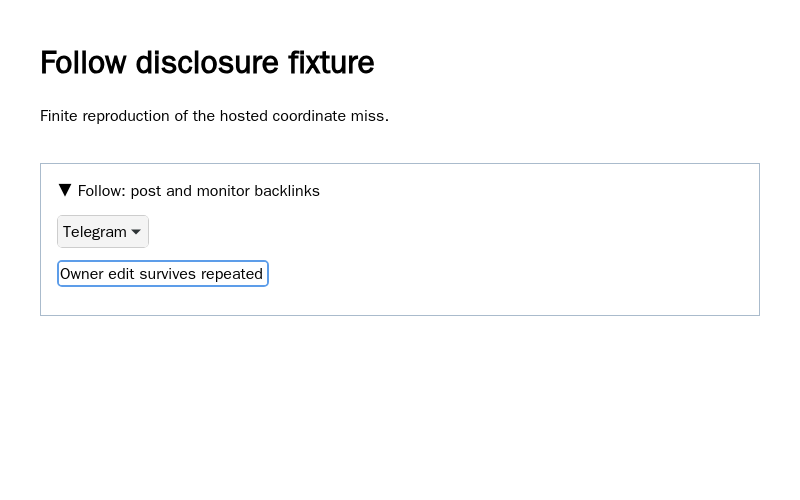 Follow disclosure fixture
Finite reproduction of the hosted coordinate miss.
▼ Follow: post and monitor backlinks
Telegram
Owner edit survives repeated